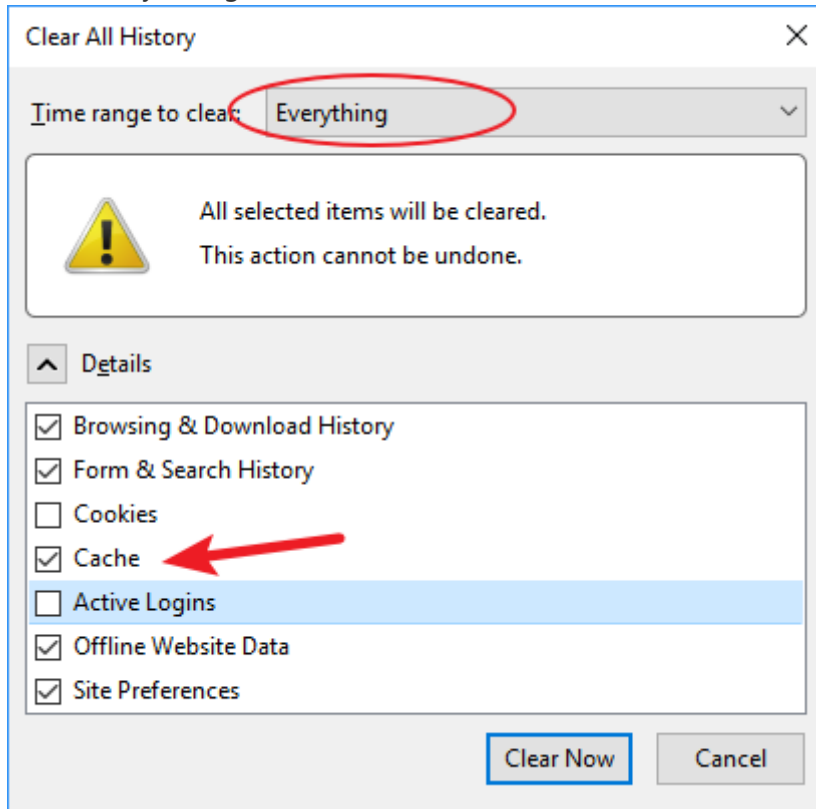 Clear All History
Time range to clear: Everything
All selected items will be cleared.
This action cannot be undone.
Details
Browsing & Download History
Form & Search History
Cookies
Cache
Active Logins
Offline Website Data
Site Preferences
Clear Now Cancel